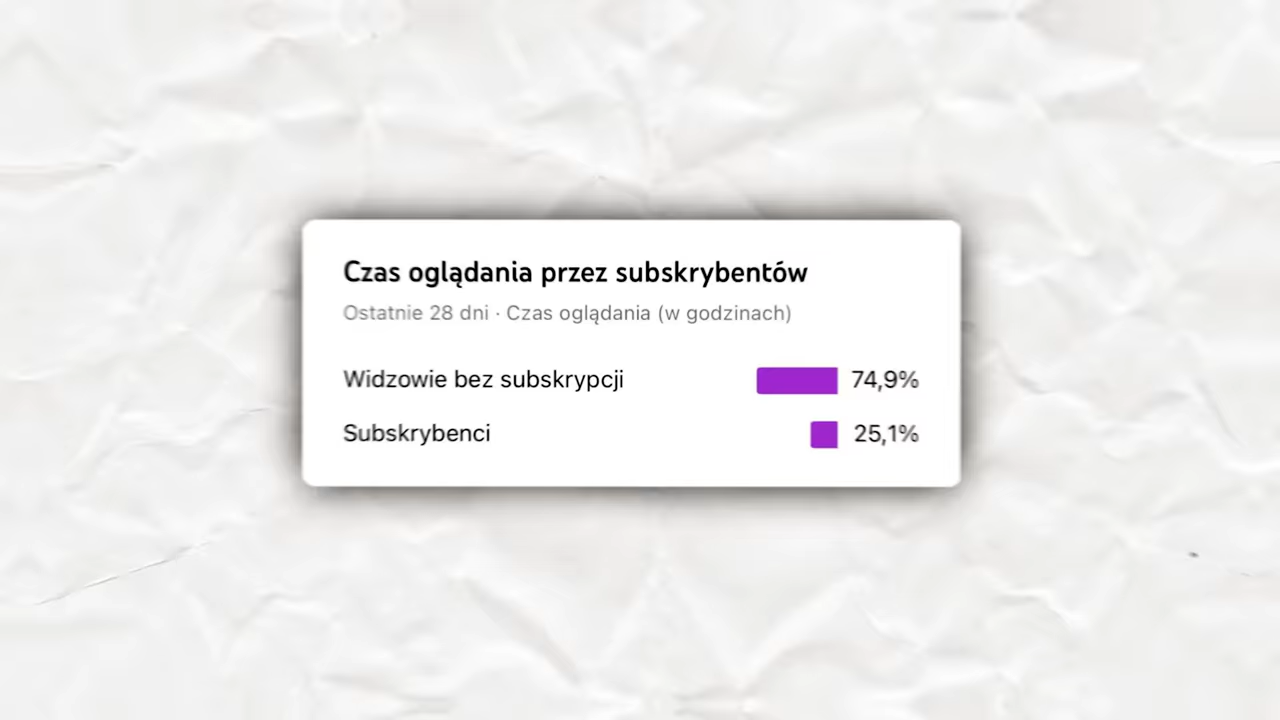 Czas oglądania przez subskrybentów
Ostatnie 28 dni · Czas oglądania (w godzinach)
Widzowie bez subskrypcji 74,9%
Subskrybenci 25,1%